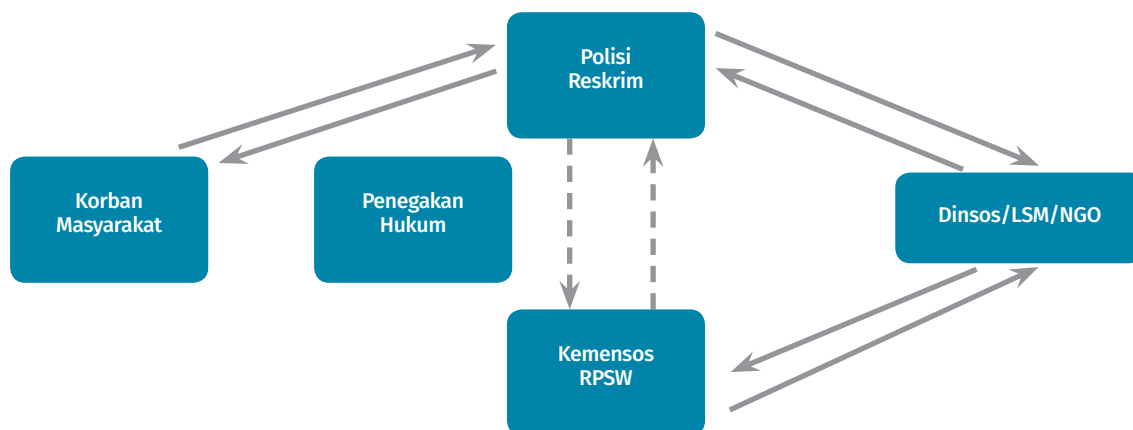 Polisi
Reskrim
Korban
Masyarakat
Penegakan
Hukum
Dinsos/LSM/NGO
Kemensos
RPSW